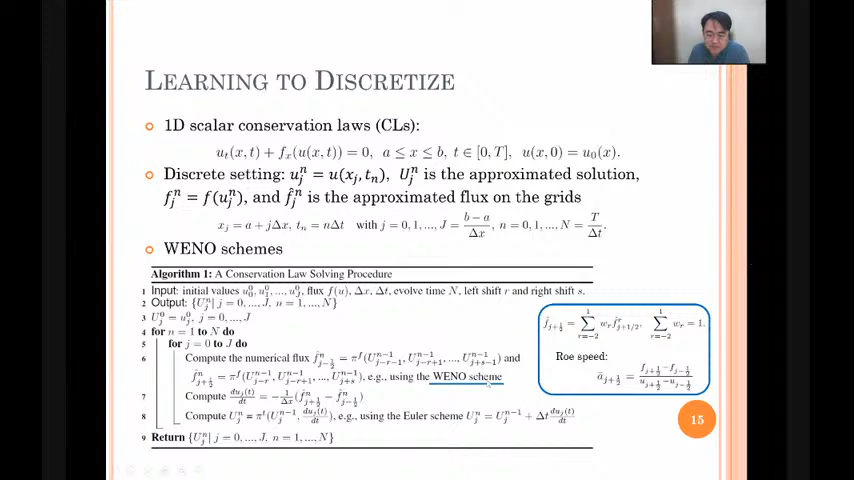 LEARNING TO DISCRETIZE
1D scalar conservation laws (CLs):
u_t(x,t) + f_x(u(x,t)) = 0, a ≤ x ≤ b, t ∈ [0,T], u(x,0) = u_0(x).
Discrete setting: u_j^n = u(x_j, t_n), U_j^n is the approximated solution,
f_j^n = f(u_j^n), and f̂_j^n is the approximated flux on the grids
x_j = a + jΔx, t_n = nΔt with j = 0, 1, ..., J = (b−a)/Δx, n = 0, 1, ..., N = T/Δt.
WENO schemes
Algorithm 1: A Conservation Law Solving Procedure
1 Input: initial values u_0^0, u_1^0, ..., u_J^0, flux f(u), Δx, Δt, evolve time N, left shift r and right shift s.
2 Output: {U_j^n | j = 0, ..., J, n = 1, ..., N}
3 U_j^0 = u_j^0, j = 0, ..., J
4 for n = 1 to N do
5 for j = 0 to J do
6 Compute the numerical flux f̂_{j−1/2}^n = π^f(U_{j−r−1}^{n−1}, U_{j−r}^{n−1}, ..., U_{j+s−1}^{n−1}) and
f̂_{j+1/2}^n = π^f(U_{j−r}^{n−1}, U_{j−r+1}^{n−1}, ..., U_{j+s}^{n−1}), e.g., using the WENO scheme
7 Compute du_j(t)/dt = −1/Δx (f̂_{j+1/2}^n − f̂_{j−1/2}^n)
8 Compute U_j^n = π^t(U_j^{n−1}, du_j(t)/dt), e.g., using the Euler scheme U_j^n = U_j^{n−1} + Δt du_j(t)/dt
9 Return {U_j^n | j = 0, ..., J, n = 1, ..., N}
f̂_{j+1/2} = Σ_{r=−2}^{1} w_r f̂_{j+1/2}^r, Σ_{r=−2}^{1} w_r = 1.
Roe speed:
ā_{j+1/2} = (f_{j+1/2} − f_{j−1/2})/(u_{j+1/2} − u_{j−1/2})
15